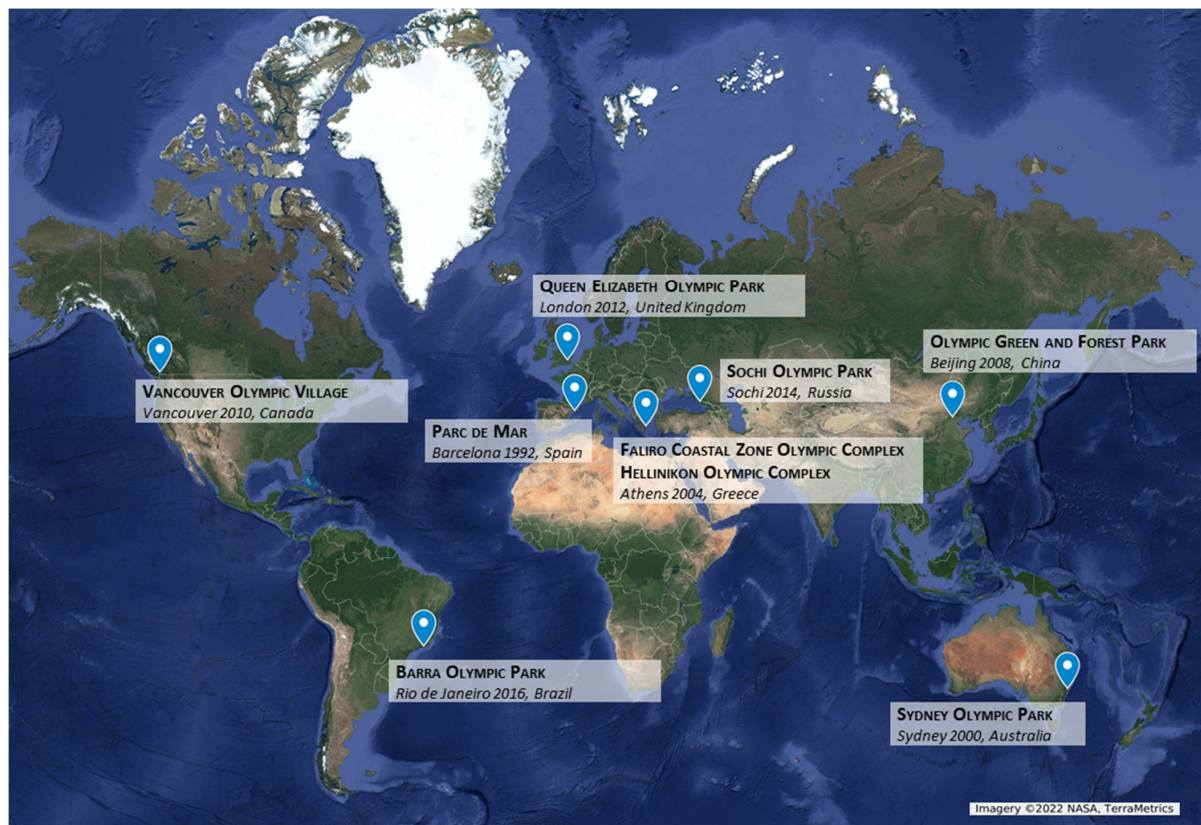 QUEEN ELIZABETH OLYMPIC PARK
London 2012, United Kingdom
OLYMPIC GREEN AND FOREST PARK
Beijing 2008, China
SOCHI OLYMPIC PARK
Sochi 2014, Russia
VANCOUVER OLYMPIC VILLAGE
Vancouver 2010, Canada
PARC DE MAR
Barcelona 1992, Spain
FALIRO COASTAL ZONE OLYMPIC COMPLEX
HELLINIKON OLYMPIC COMPLEX
Athens 2004, Greece
BARRA OLYMPIC PARK
Rio de Janeiro 2016, Brazil
SYDNEY OLYMPIC PARK
Sydney 2000, Australia
Imagery ©2022 NASA, TerraMetrics